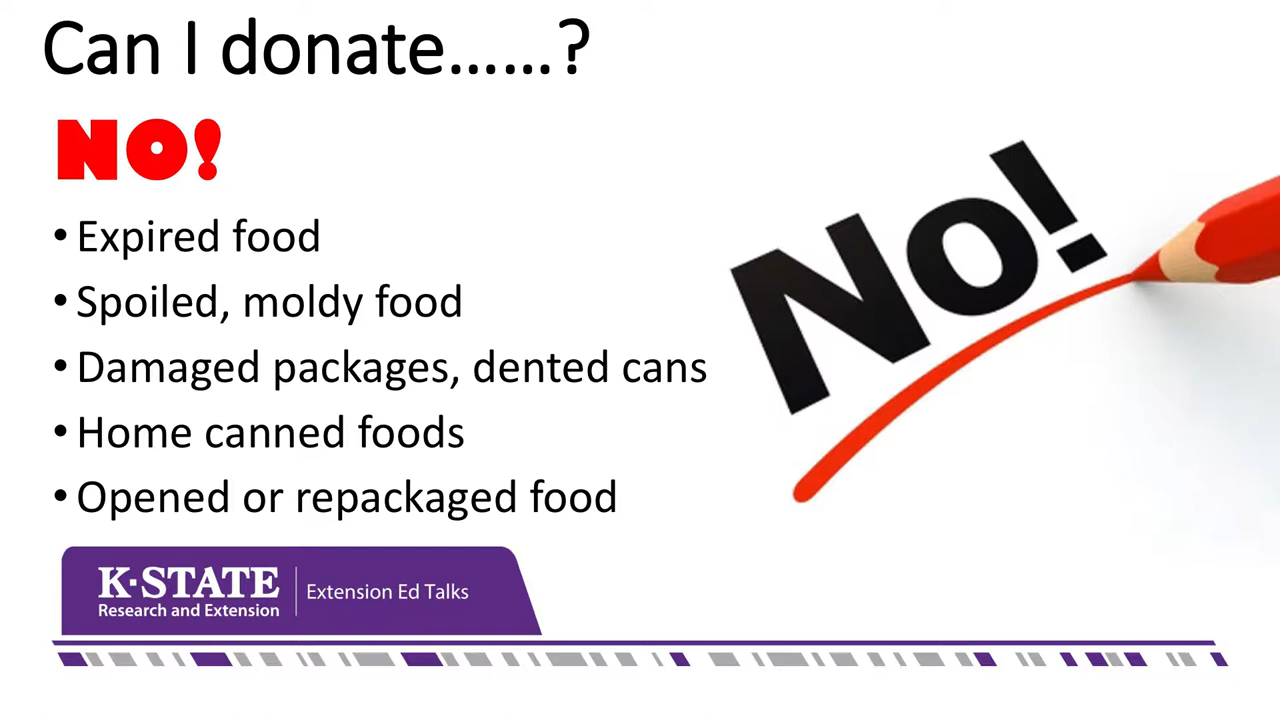 Can I donate......?
NO!
• Expired food
• Spoiled, moldy food
• Damaged packages, dented cans
• Home canned foods
• Opened or repackaged food
No!
K·STATE
Research and Extension
Extension Ed Talks